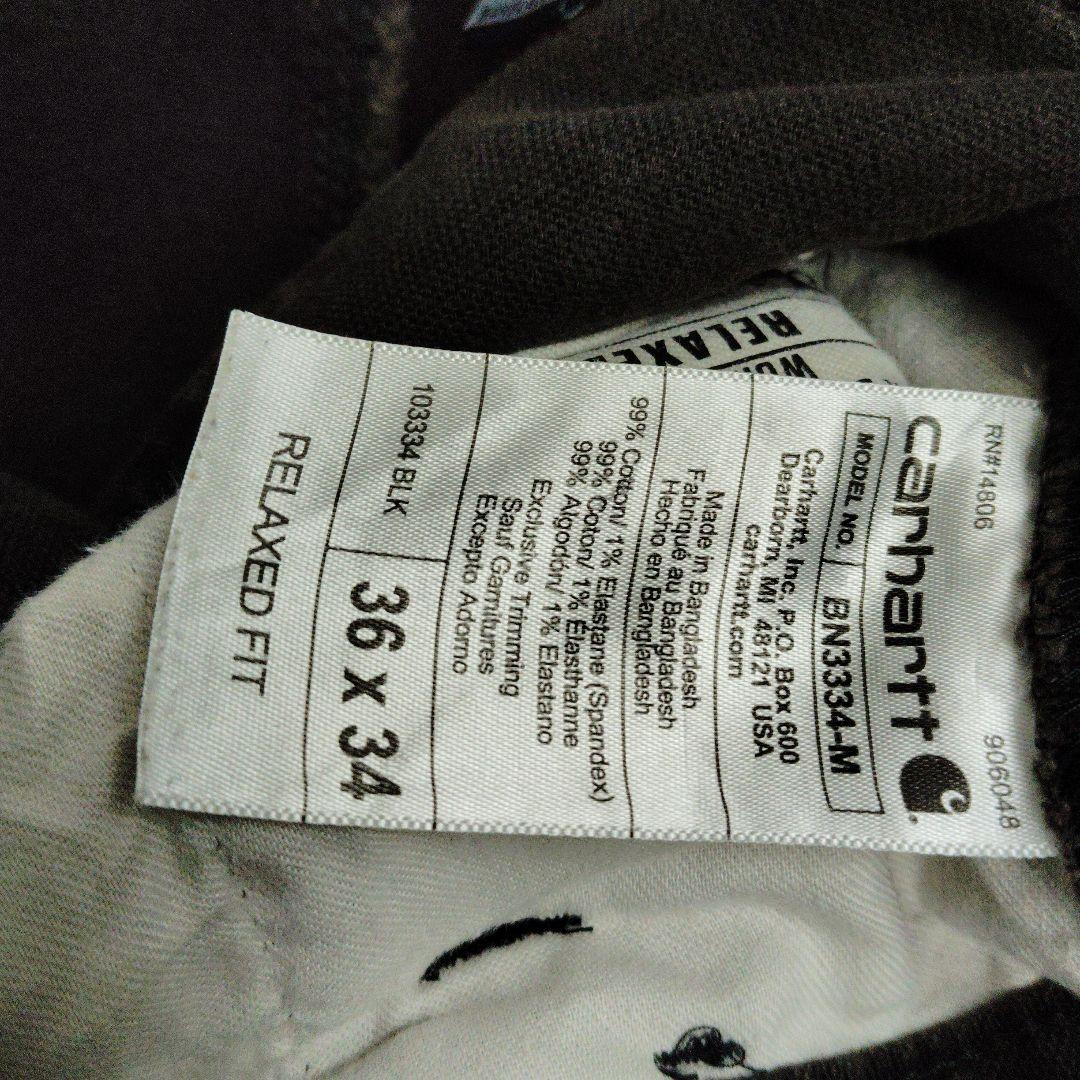 RN#14806
906048
carhartt
MODEL NO. BN3334-M
Carhartt, Inc. P.O. Box 600
Dearborn, MI 48121 USA
carhartt.com
Made in Bangladesh
Fabriqué au Bangladesh
Hecho en Bangladesh
99% Cotton/ 1% Elastane (Spandex)
99% Coton/ 1% Elasthanne
99% Algodón/ 1% Elastano
Exclusive Trimming
Sauf Garnitures
Excepto Adorno
103334 BLK
36 x 34
RELAXED FIT